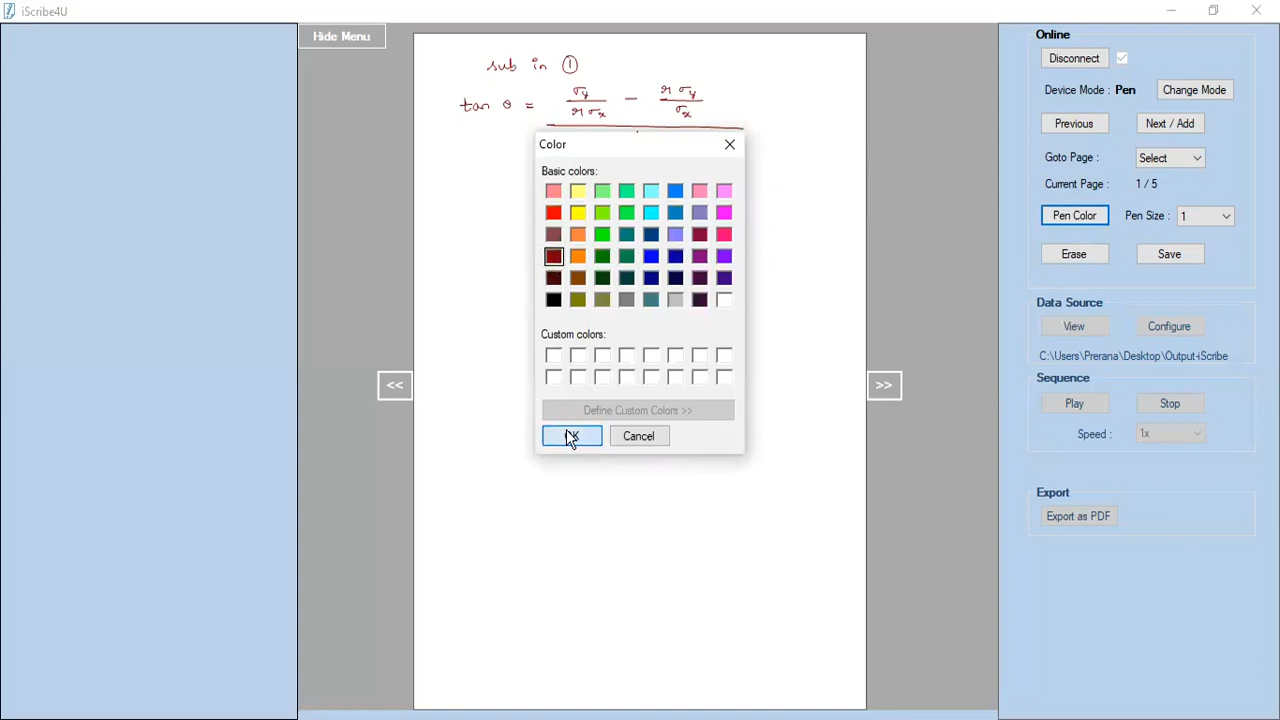 iScribe4U
Hide Menu
sub in ①
tan θ = σy / r σx − r σy / σx
Color
Basic colors:
Custom colors:
Define Custom Colors >>
Cancel
<<
>>
Online
Disconnect
Device Mode : Pen
Change Mode
Previous
Next / Add
Goto Page :
Select
Current Page :
1 / 5
Pen Color
Pen Size :
1
Erase
Save
Data Source
View
Configure
C:\Users\Prerana\Desktop\Output-iScribe
Sequence
Play
Stop
Speed :
1x
Export
Export as PDF